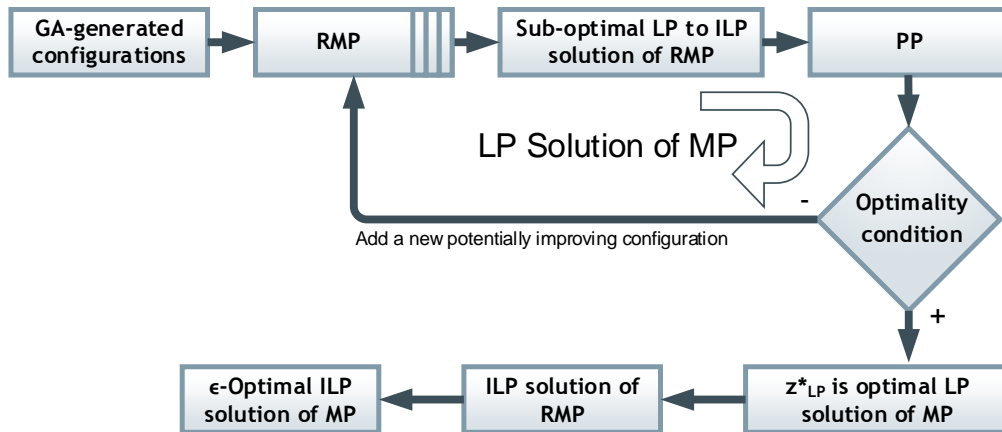 GA-generated
configurations
RMP
Sub-optimal LP to ILP
solution of RMP
PP
LP Solution of MP
-
Optimality
condition
Add a new potentially improving configuration
+
ϵ-Optimal ILP
solution of MP
ILP solution of
RMP
z*LP is optimal LP
solution of MP